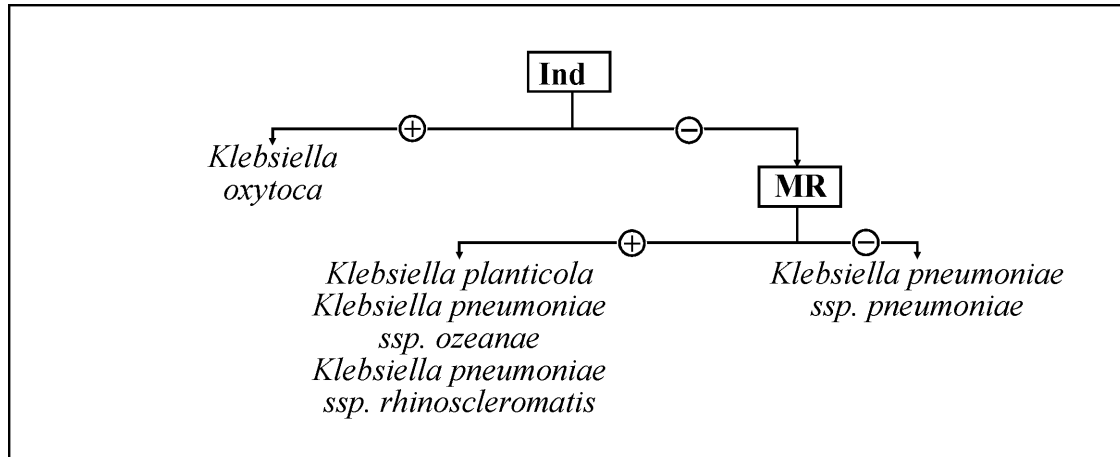 Ind
+
−
Klebsiella
oxytoca
MR
+
−
Klebsiella planticola
Klebsiella pneumoniae
ssp. ozeanae
Klebsiella pneumoniae
ssp. rhinoscleromatis
Klebsiella pneumoniae
ssp. pneumoniae